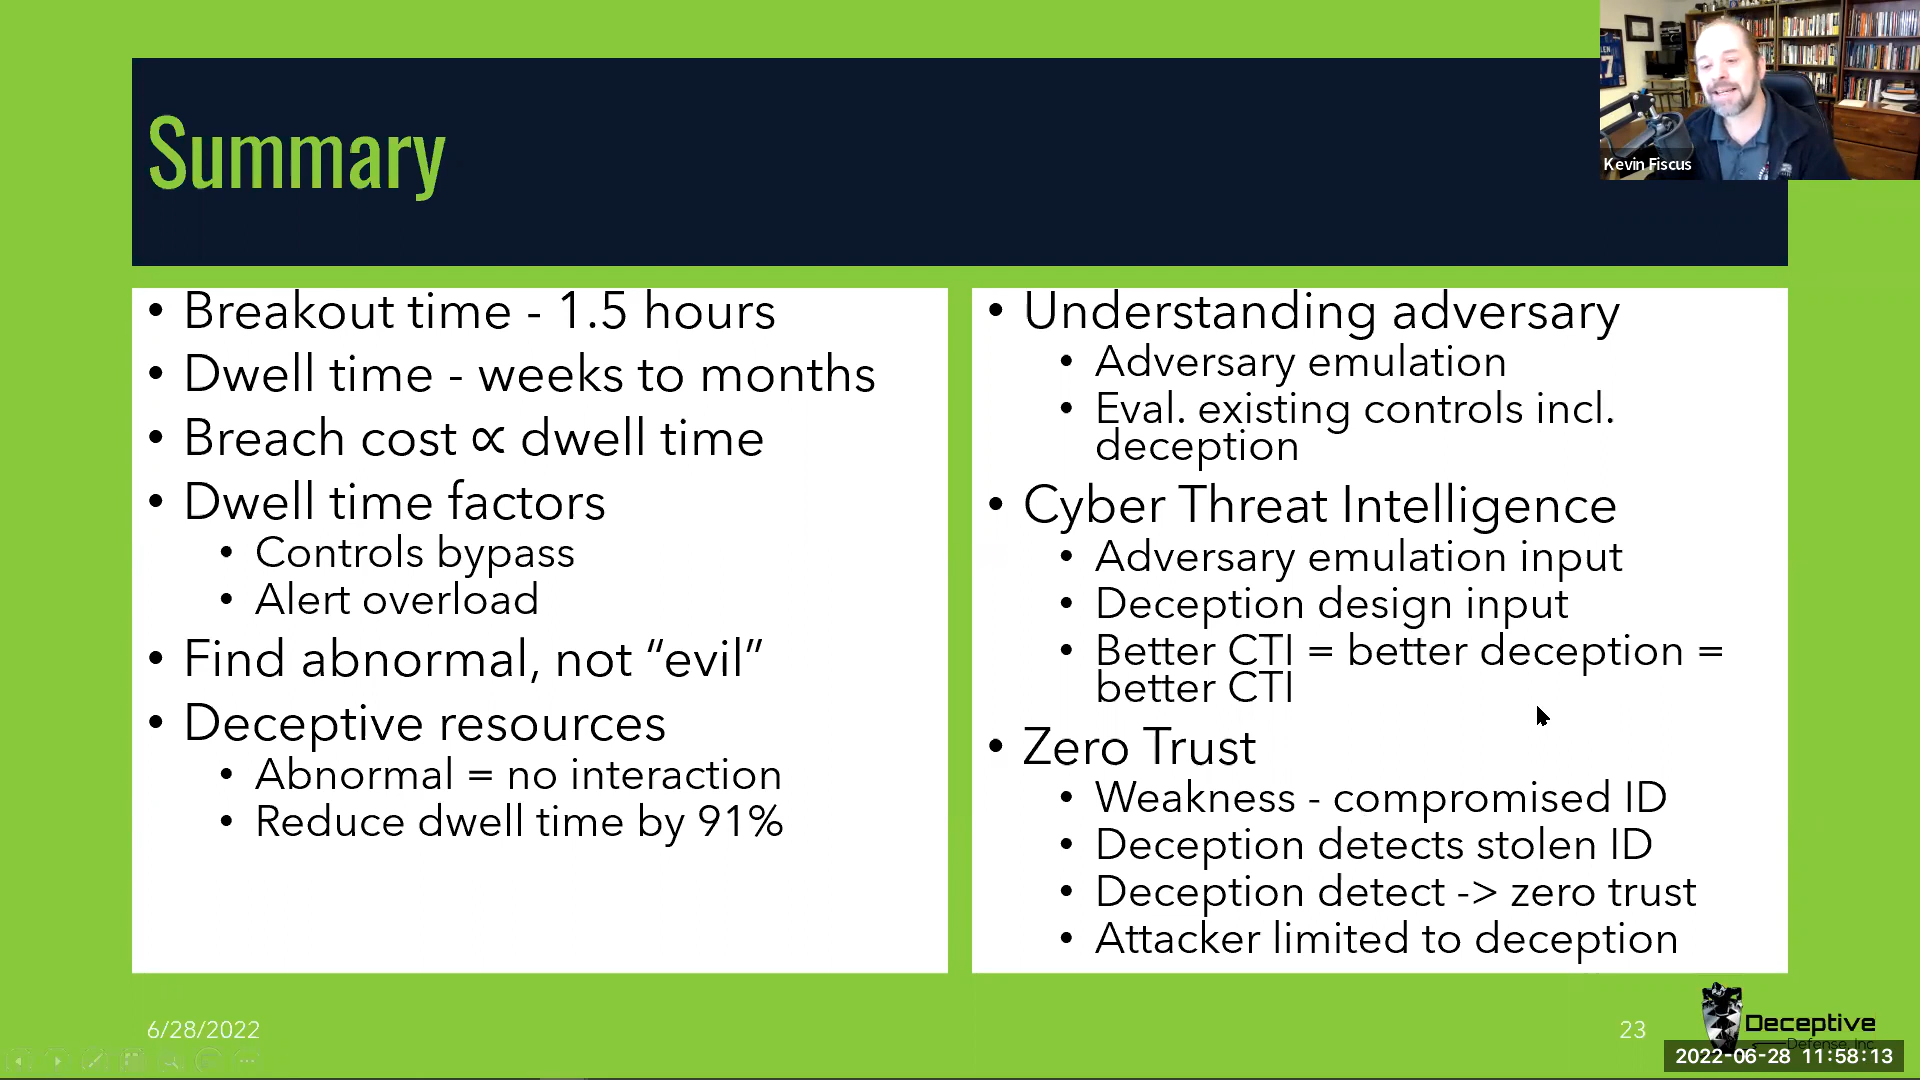 Summary
Kevin Fiscus
• Breakout time - 1.5 hours
• Dwell time - weeks to months
• Breach cost ∝ dwell time
• Dwell time factors
• Controls bypass
• Alert overload
• Find abnormal, not “evil”
• Deceptive resources
• Abnormal = no interaction
• Reduce dwell time by 91%
• Understanding adversary
• Adversary emulation
• Eval. existing controls incl.
deception
• Cyber Threat Intelligence
• Adversary emulation input
• Deception design input
• Better CTI = better deception =
better CTI
• Zero Trust
• Weakness - compromised ID
• Deception detects stolen ID
• Deception detect -> zero trust
• Attacker limited to deception
6/28/2022
23
Deceptive
Defense, Inc.
2022-06-28 11:58:13